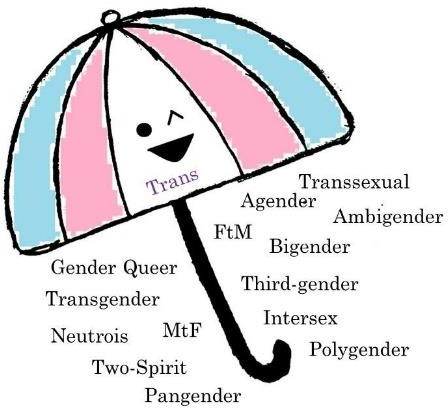 Trans
Transsexual
Agender
Ambigender
FtM
Bigender
Gender Queer
Third-gender
Transgender
Intersex
Neutrois
MtF
Polygender
Two-Spirit
Pangender